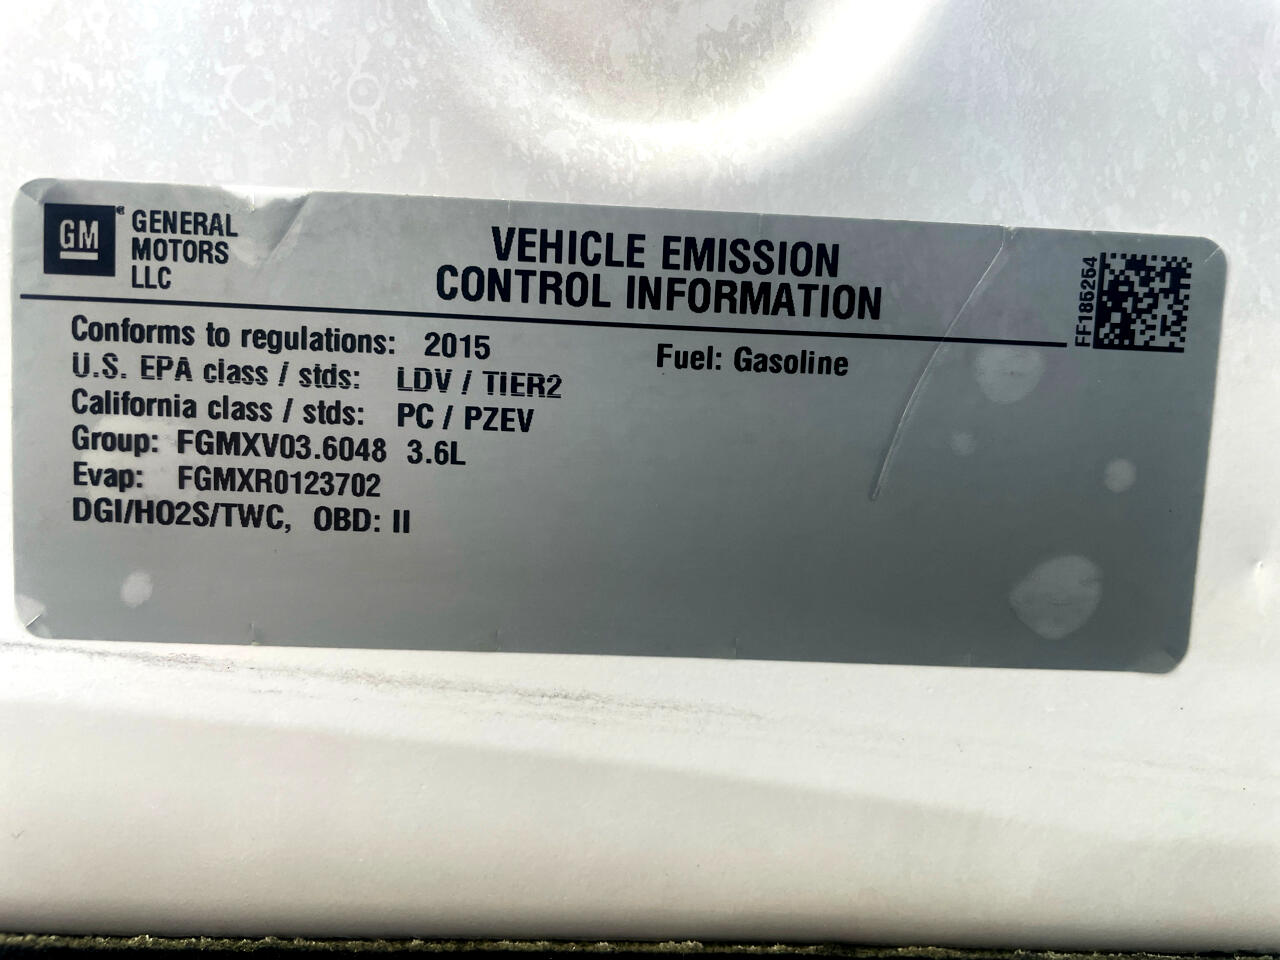 GM
GENERAL
MOTORS
LLC
VEHICLE EMISSION
CONTROL INFORMATION
FF185254
Conforms to regulations: 2015
Fuel: Gasoline
U.S. EPA class / stds: LDV / TIER2
California class / stds: PC / PZEV
Group: FGMXV03.6048 3.6L
Evap: FGMXR0123702
DGI/HO2S/TWC, OBD: II